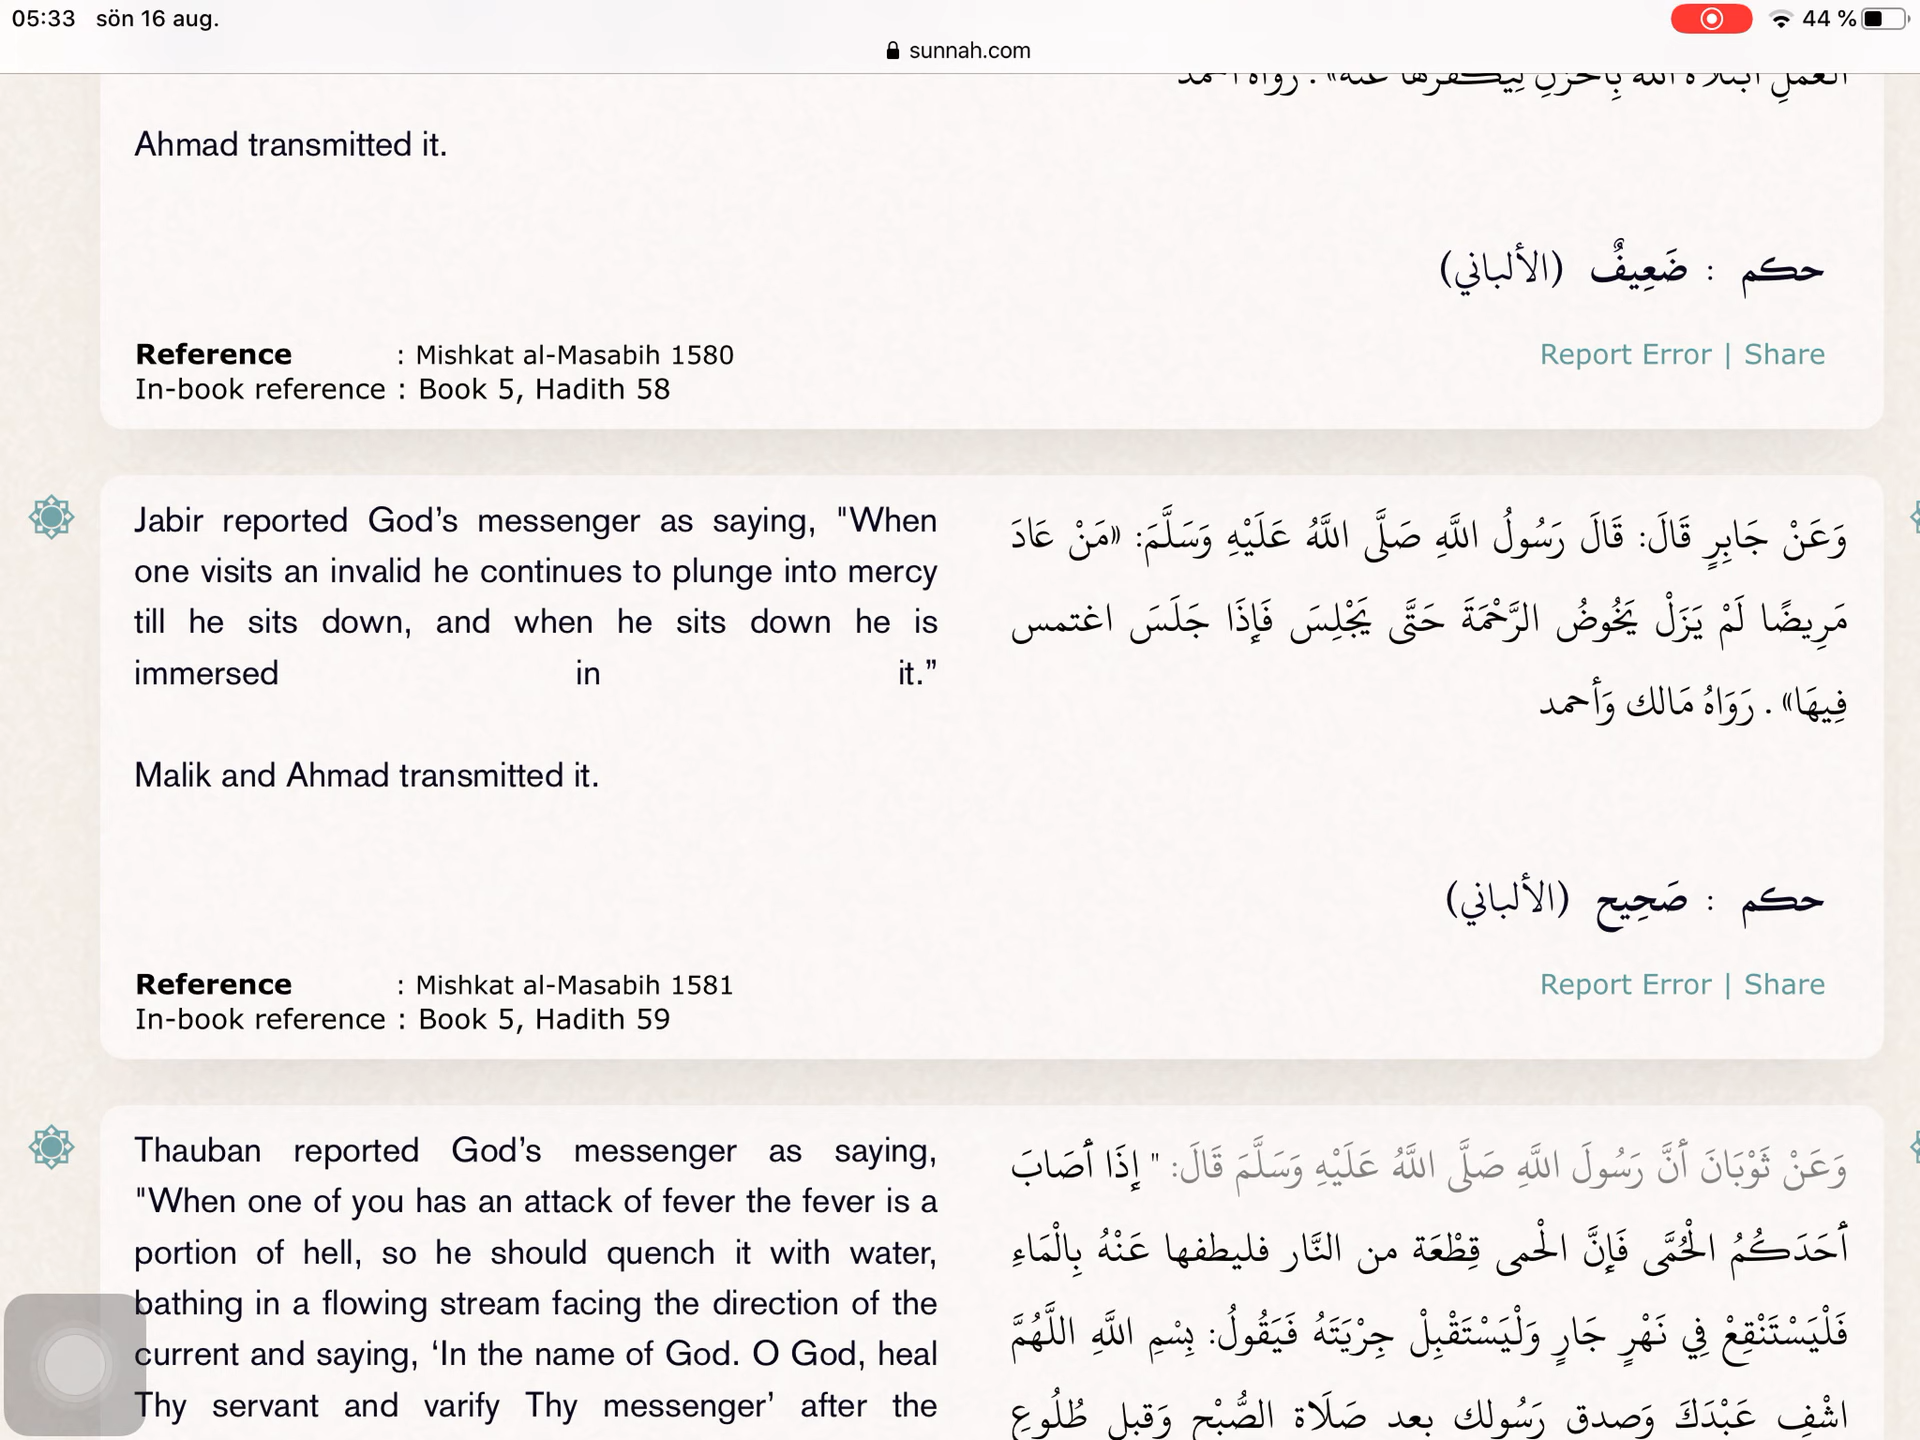 05:33 sön 16 aug.
44 %
sunnah.com
العمل ابتلاه الله بِالْحزنِ لِيُكَفِّرهَا عَنهُ» . رَوَاهُ أَحْمد
Ahmad transmitted it.
حكم : ضَعِيفٌ (الألباني)
Reference : Mishkat al-Masabih 1580
Report Error | Share
In-book reference : Book 5, Hadith 58
Jabir reported God’s messenger as saying, "When
one visits an invalid he continues to plunge into mercy
till he sits down, and when he sits down he is
immersed in it.”
Malik and Ahmad transmitted it.
وَعَنْ جَابِرٍ قَالَ: قَالَ رَسُولُ اللَّهِ صَلَّى اللَّهُ عَلَيْهِ وَسَلَّمَ: «مَنْ عَادَ
مَرِيضًا لَمْ يَزَلْ يَخُوضُ الرَّحْمَةَ حَتَّى يَجْلِسَ فَإِذَا جَلَسَ اغتمس
فِيهَا» . رَوَاهُ مَالك وَأحمد
حكم : صَحِيح (الألباني)
Reference : Mishkat al-Masabih 1581
Report Error | Share
In-book reference : Book 5, Hadith 59
Thauban reported God’s messenger as saying,
"When one of you has an attack of fever the fever is a
portion of hell, so he should quench it with water,
bathing in a flowing stream facing the direction of the
current and saying, ‘In the name of God. O God, heal
Thy servant and varify Thy messenger’ after the
وَعَنْ ثَوْبَانَ أَنَّ رَسُولَ اللَّهِ صَلَّى اللَّهُ عَلَيْهِ وَسَلَّمَ قَالَ: " إِذَا أَصَابَ
أَحَدَكُمُ الْحُمَّى فَإِنَّ الْحمى قِطْعَة من النَّار فليطفها عَنْهُ بِالْمَاءِ
فَلْيَسْتَنْقِعْ فِي نَهْرٍ جَارٍ وَلْيَسْتَقْبِلْ جِرْيَتَهُ فَيَقُولُ: بِسْمِ اللَّهِ اللَّهُمَّ
اشْفِ عَبْدَكَ وَصدق رَسُولك بعد صَلَاة الصُّبْح وَقبل طُلُوعِ